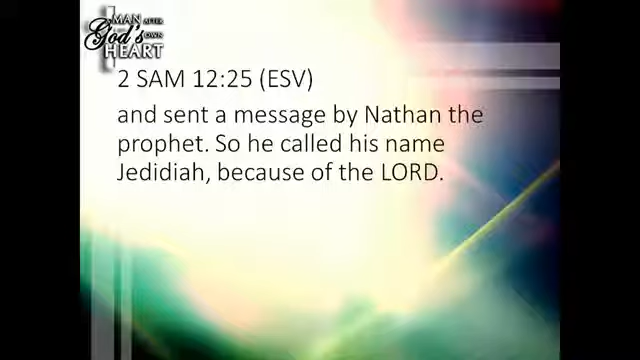 A MAN AFTER
God's OWN
HEART
2 SAM 12:25 (ESV)
and sent a message by Nathan the
prophet. So he called his name
Jedidiah, because of the LORD.